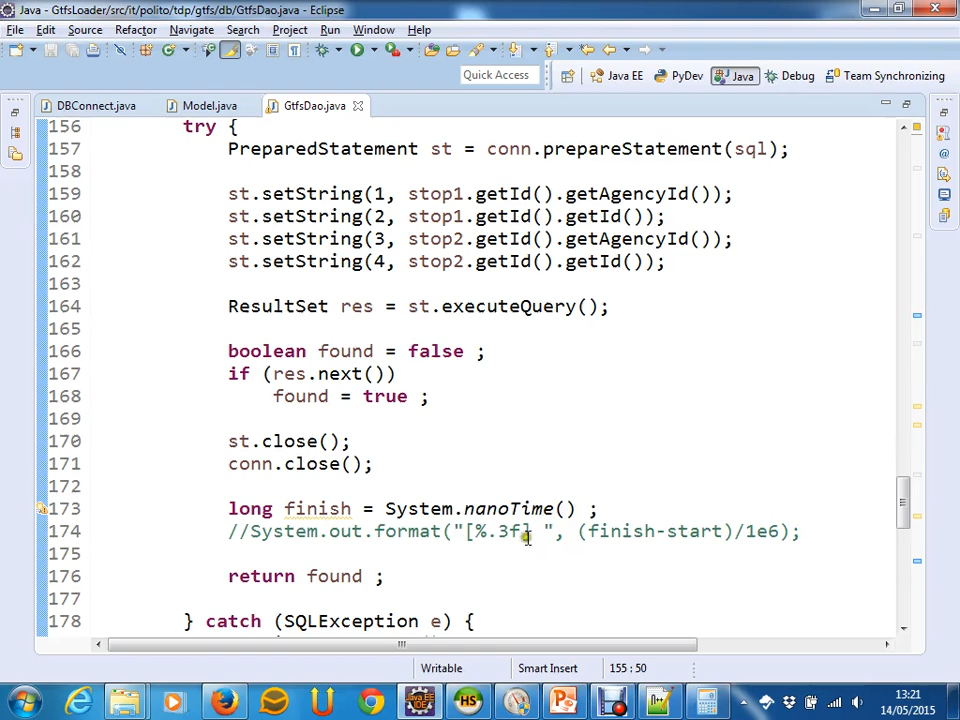 Java - GtfsLoader/src/it/polito/tdp/gtfs/db/GtfsDao.java - Eclipse
File Edit Source Refactor Navigate Search Project Run Window Help
Quick Access Java EE PyDev Java Debug Team Synchronizing
DBConnect.java Model.java GtfsDao.java
156 try {
157 PreparedStatement st = conn.prepareStatement(sql);
158
159 st.setString(1, stop1.getId().getAgencyId());
160 st.setString(2, stop1.getId().getId());
161 st.setString(3, stop2.getId().getAgencyId());
162 st.setString(4, stop2.getId().getId());
163
164 ResultSet res = st.executeQuery();
165
166 boolean found = false ;
167 if (res.next())
168 found = true ;
169
170 st.close();
171 conn.close();
172
173 long finish = System.nanoTime() ;
174 //System.out.format("[%.3f] ", (finish-start)/1e6);
175
176 return found ;
177
178 } catch (SQLException e) {
Writable Smart Insert 155 : 50
13:21
14/05/2015